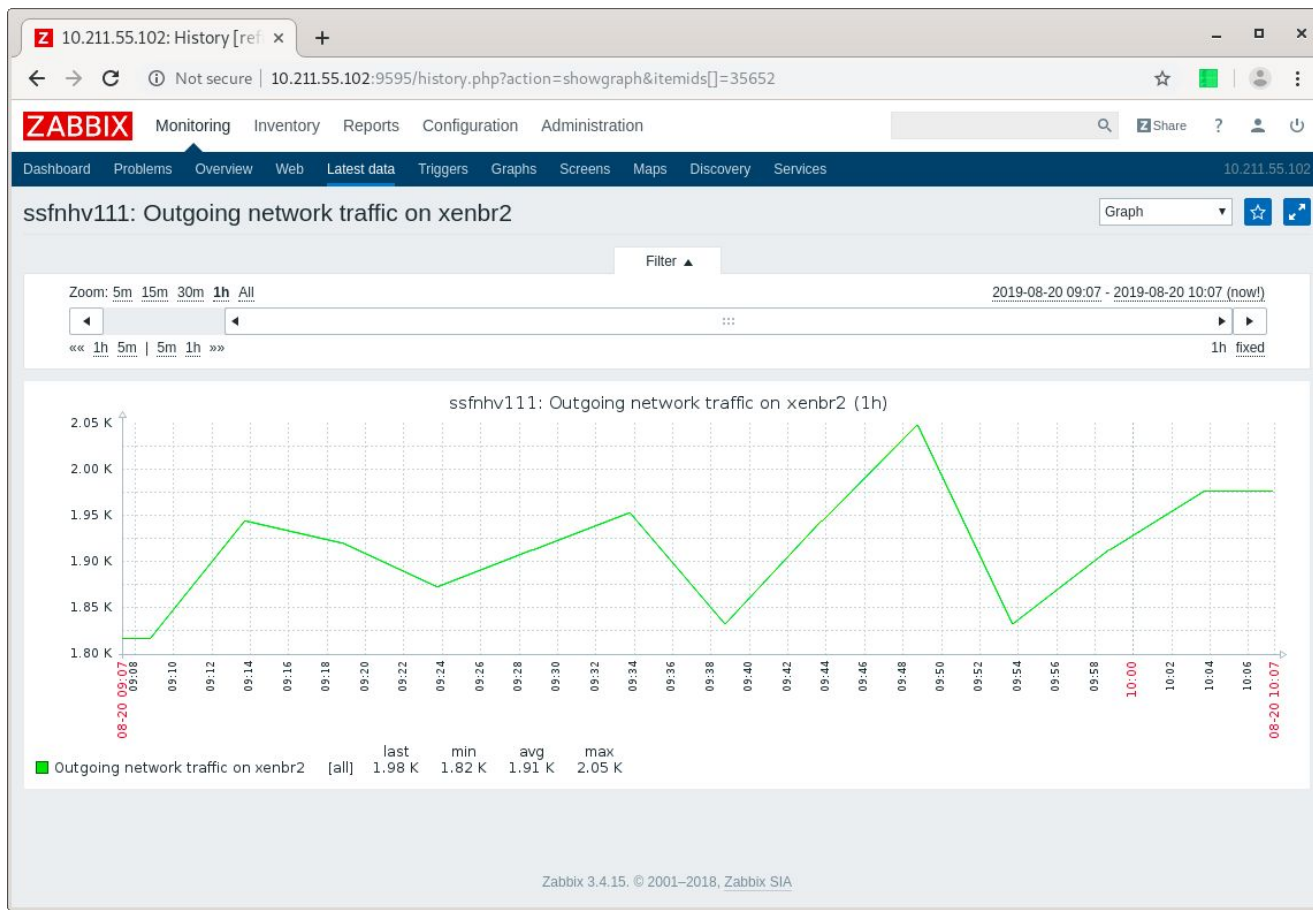 Z 10.211.55.102: History [ref × +
Not secure | 10.211.55.102:9595/history.php?action=showgraph&itemids[]=35652
ZABBIX Monitoring Inventory Reports Configuration Administration Z Share ?
Dashboard Problems Overview Web Latest data Triggers Graphs Screens Maps Discovery Services 10.211.55.102
ssfnhv111: Outgoing network traffic on xenbr2 Graph
Filter ▲
Zoom: 5m 15m 30m 1h All 2019-08-20 09:07 - 2019-08-20 10:07 (now!)
«« 1h 5m | 5m 1h »» 1h fixed
ssfnhv111: Outgoing network traffic on xenbr2 (1h)
2.05 K
2.00 K
1.95 K
1.90 K
1.85 K
1.80 K
08-20 09:07 09:08 09:10 09:12 09:14 09:16 09:18 09:20 09:22 09:24 09:26 09:28 09:30 09:32 09:34 09:36 09:38 09:40 09:42 09:44 09:46 09:48 09:50 09:52 09:54 09:56 09:58 10:00 10:02 10:04 10:06 08-20 10:07
last min avg max
Outgoing network traffic on xenbr2 [all] 1.98 K 1.82 K 1.91 K 2.05 K
Zabbix 3.4.15. © 2001–2018, Zabbix SIA